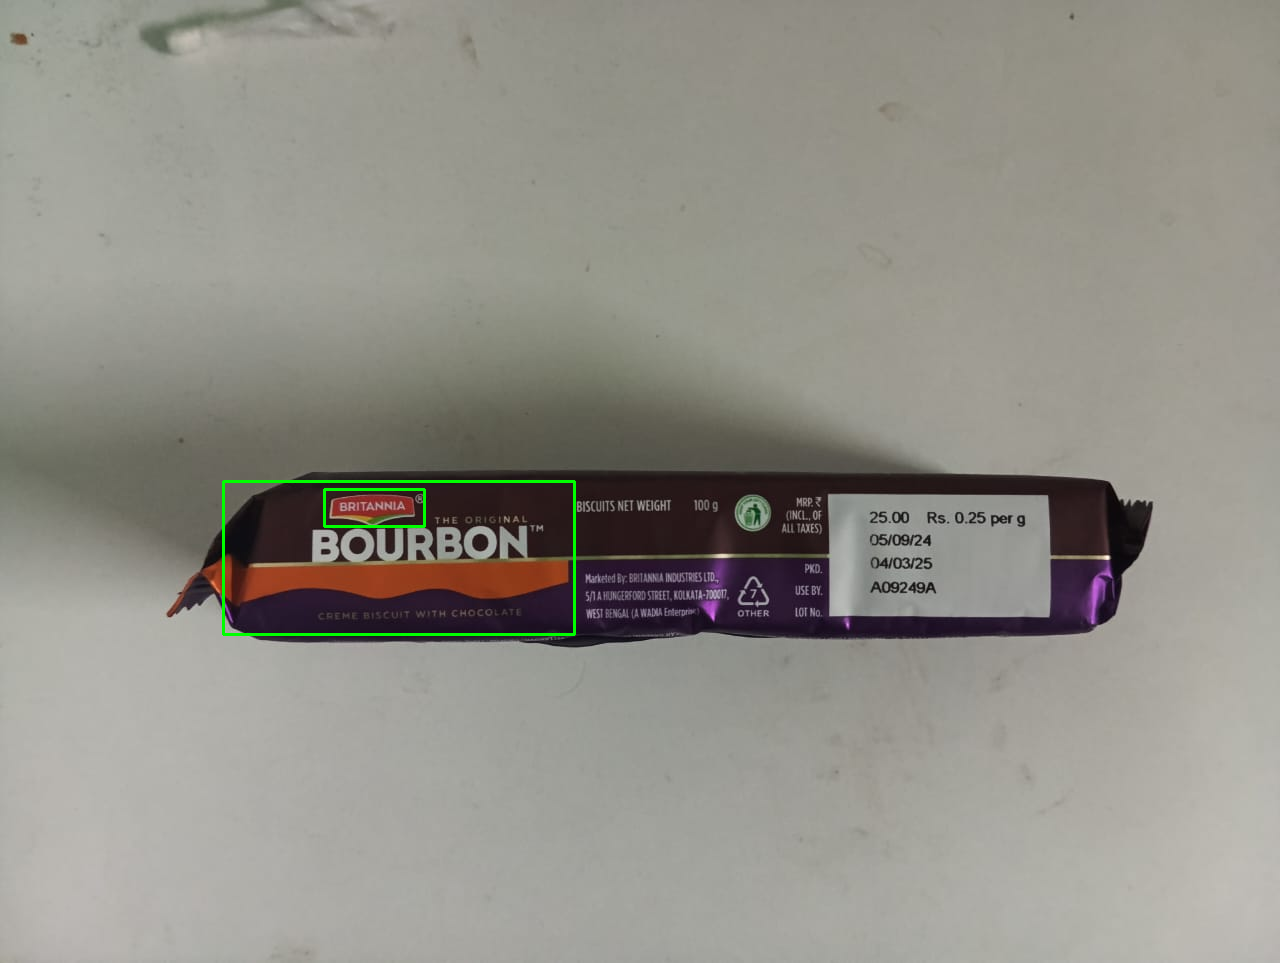 BRITANNIA®
THE ORIGINAL
BOURBON™
CREME BISCUIT WITH CHOCOLATE
BISCUITS NET WEIGHT 100 g
Marketed By: BRITANNIA INDUSTRIES LTD.,
5/1 A HUNGERFORD STREET, KOLKATA-700017,
WEST BENGAL (A WADIA Enterprise)
7
OTHER
MRP. ₹
(INCL., OF
ALL TAXES)
PKD.
USE BY.
LOT No.
25.00 Rs. 0.25 per g
05/09/24
04/03/25
A09249A